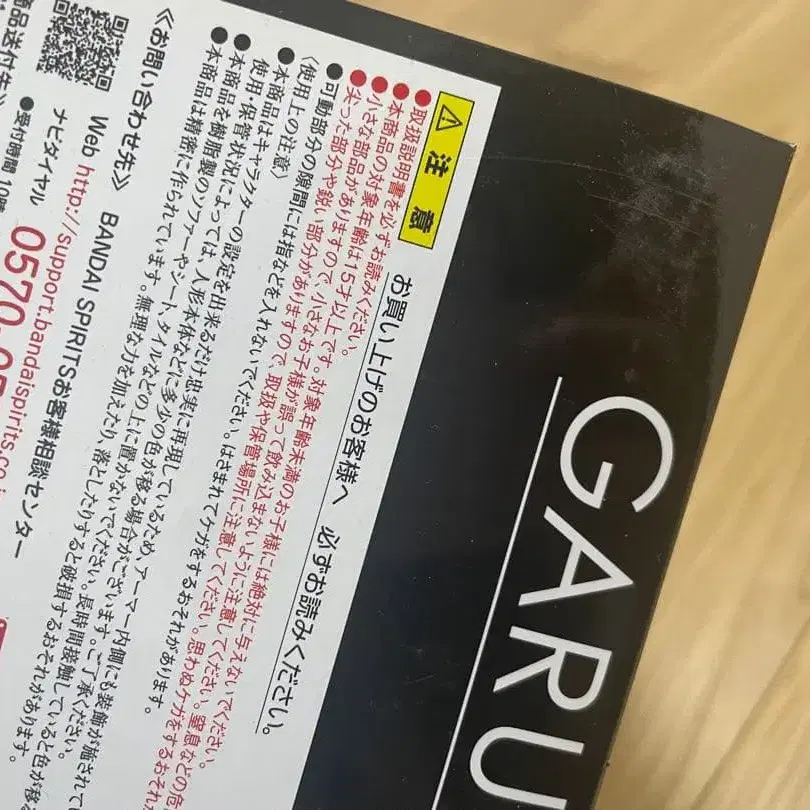 GARU
⚠ 注意
お買い上げのお客様へ 必ずお読みください。
●取扱説明書を必ずお読みください。
●本商品の対象年齢は15才以上です。対象年齢未満のお子様には絶対に与えないでください。
●小さな部品がありますので、小さなお子様が誤って飲み込まないように注意してください。窒息などの危
●尖った部分や鋭い部分がありますので、取扱や保管場所に注意してください。思わぬケガをするおそれ
●可動部分の隙間には指などを入れないでください。はさまれてケガをするおそれがあります。
〈使用上の注意〉
●本商品はキャラクターの設定を出来るだけ忠実に再現しているため、アーマー内側にも装飾が施されて
使用・保管状況によっては、人形本体などに多少の色が移る場合がございます。ご了承ください。
●本商品を樹脂製のソファーやシート、タイルなどの上に置かないでください。長時間接触していると色が移る
●本商品は精密に作られています。無理な力を加えたり、落としたりすると破損するおそれがあります。
《お問い合わせ先》 BANDAI SPIRITSお客様相談センター
Web http://support.bandaispirits.co.j
ナビダイヤル 0570-0
●受付時間 10時
商品送付先